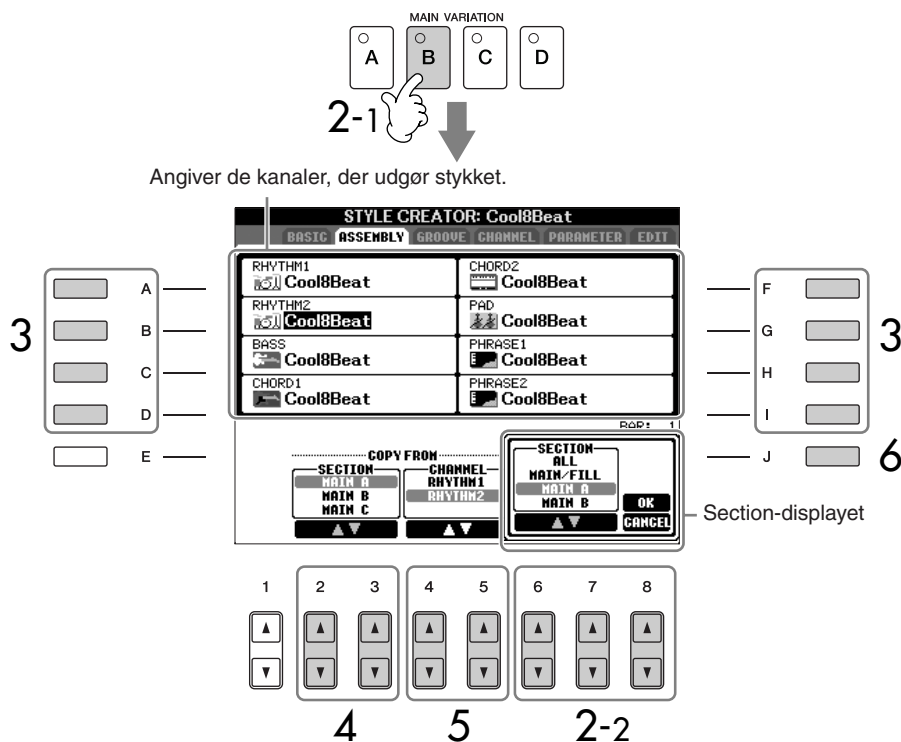 MAIN VARIATION
A B C D
2-1
Angiver de kanaler, der udgør stykket.
STYLE CREATOR: Cool8Beat
BASIC ASSEMBLY GROOVE CHANNEL PARAMETER EDIT
RHYTHM1
Cool8Beat
CHORD2
Cool8Beat
RHYTHM2
Cool8Beat
PAD
Cool8Beat
BASS
Cool8Beat
PHRASE1
Cool8Beat
CHORD1
Cool8Beat
PHRASE2
Cool8Beat
A
B
C
D
E
3
F
G
H
I
J
3
6
BAR: 1
COPY FROM
SECTION
MAIN A
MAIN B
MAIN C
CHANNEL
RHYTHM1
RHYTHM2
SECTION
ALL
MAIN/FILL
MAIN A
MAIN B
OK
CANCEL
Section-displayet
1 2 3 4 5 6 7 8
4 5 2-2